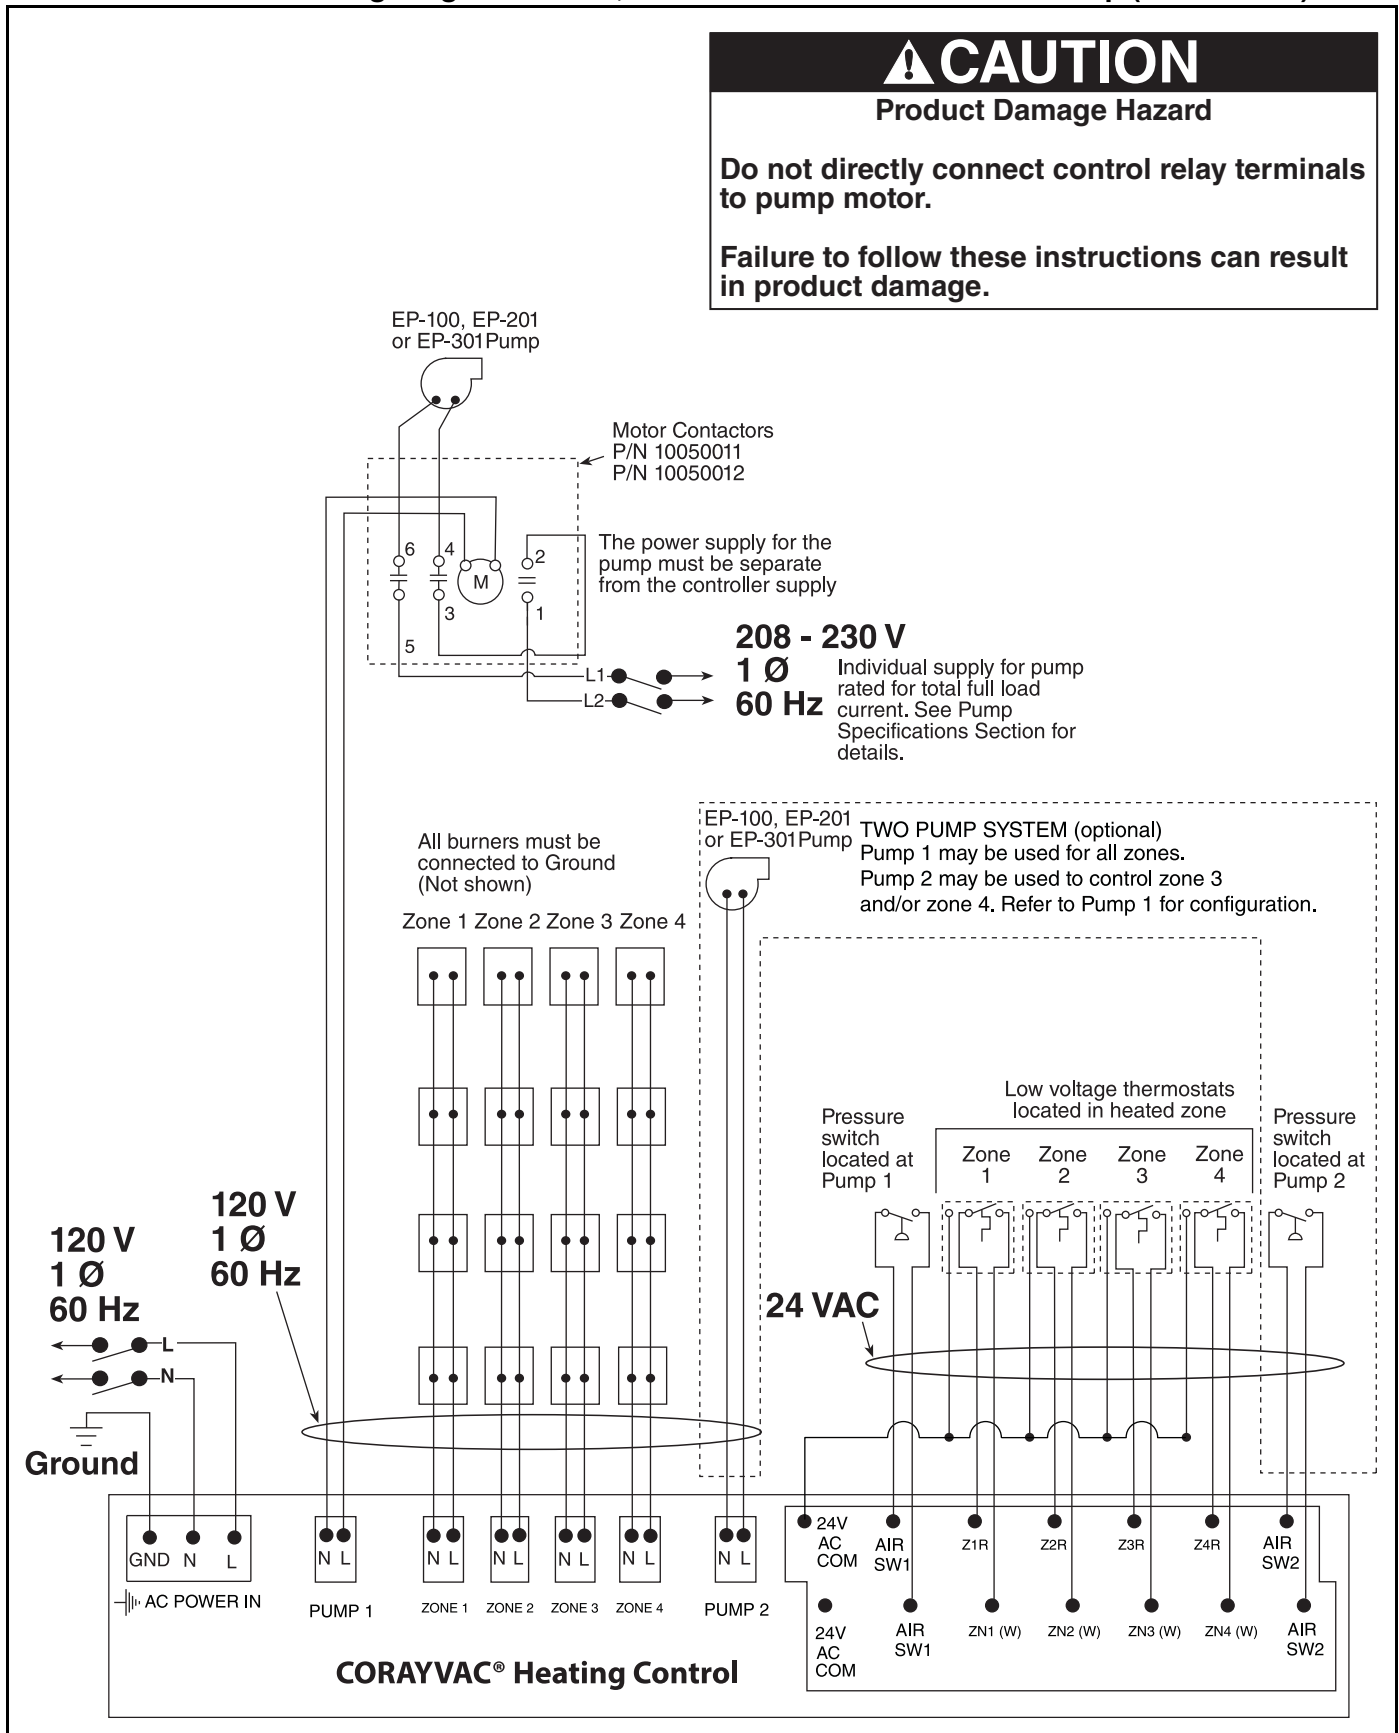 CAUTION
Product Damage Hazard
Do not directly connect control relay terminals
to pump motor.
Failure to follow these instructions can result
in product damage.
EP-100, EP-201
or EP-301Pump
Motor Contactors
P/N 10050011
P/N 10050012
6
4
2
M
3
1
5
The power supply for the
pump must be separate
from the controller supply
L1
L2
208 - 230 V
1 Ø
60 Hz
Individual supply for pump
rated for total full load
current. See Pump
Specifications Section for
details.
All burners must be
connected to Ground
(Not shown)
Zone 1 Zone 2 Zone 3 Zone 4
EP-100, EP-201
or EP-301Pump
TWO PUMP SYSTEM (optional)
Pump 1 may be used for all zones.
Pump 2 may be used to control zone 3
and/or zone 4. Refer to Pump 1 for configuration.
Low voltage thermostats
located in heated zone
Pressure
switch
located at
Pump 1
Zone
1
Zone
2
Zone
3
Zone
4
Pressure
switch
located at
Pump 2
120 V
1 Ø
60 Hz
120 V
1 Ø
60 Hz
24 VAC
L
N
Ground
GND N L
AC POWER IN
N L
PUMP 1
N L
ZONE 1
N L
ZONE 2
N L
ZONE 3
N L
ZONE 4
N L
PUMP 2
24V
AC
COM
AIR
SW1
Z1R
Z2R
Z3R
Z4R
AIR
SW2
24V
AC
COM
AIR
SW1
ZN1 (W)
ZN2 (W)
ZN3 (W)
ZN4 (W)
AIR
SW2
CORAYVAC® Heating Control